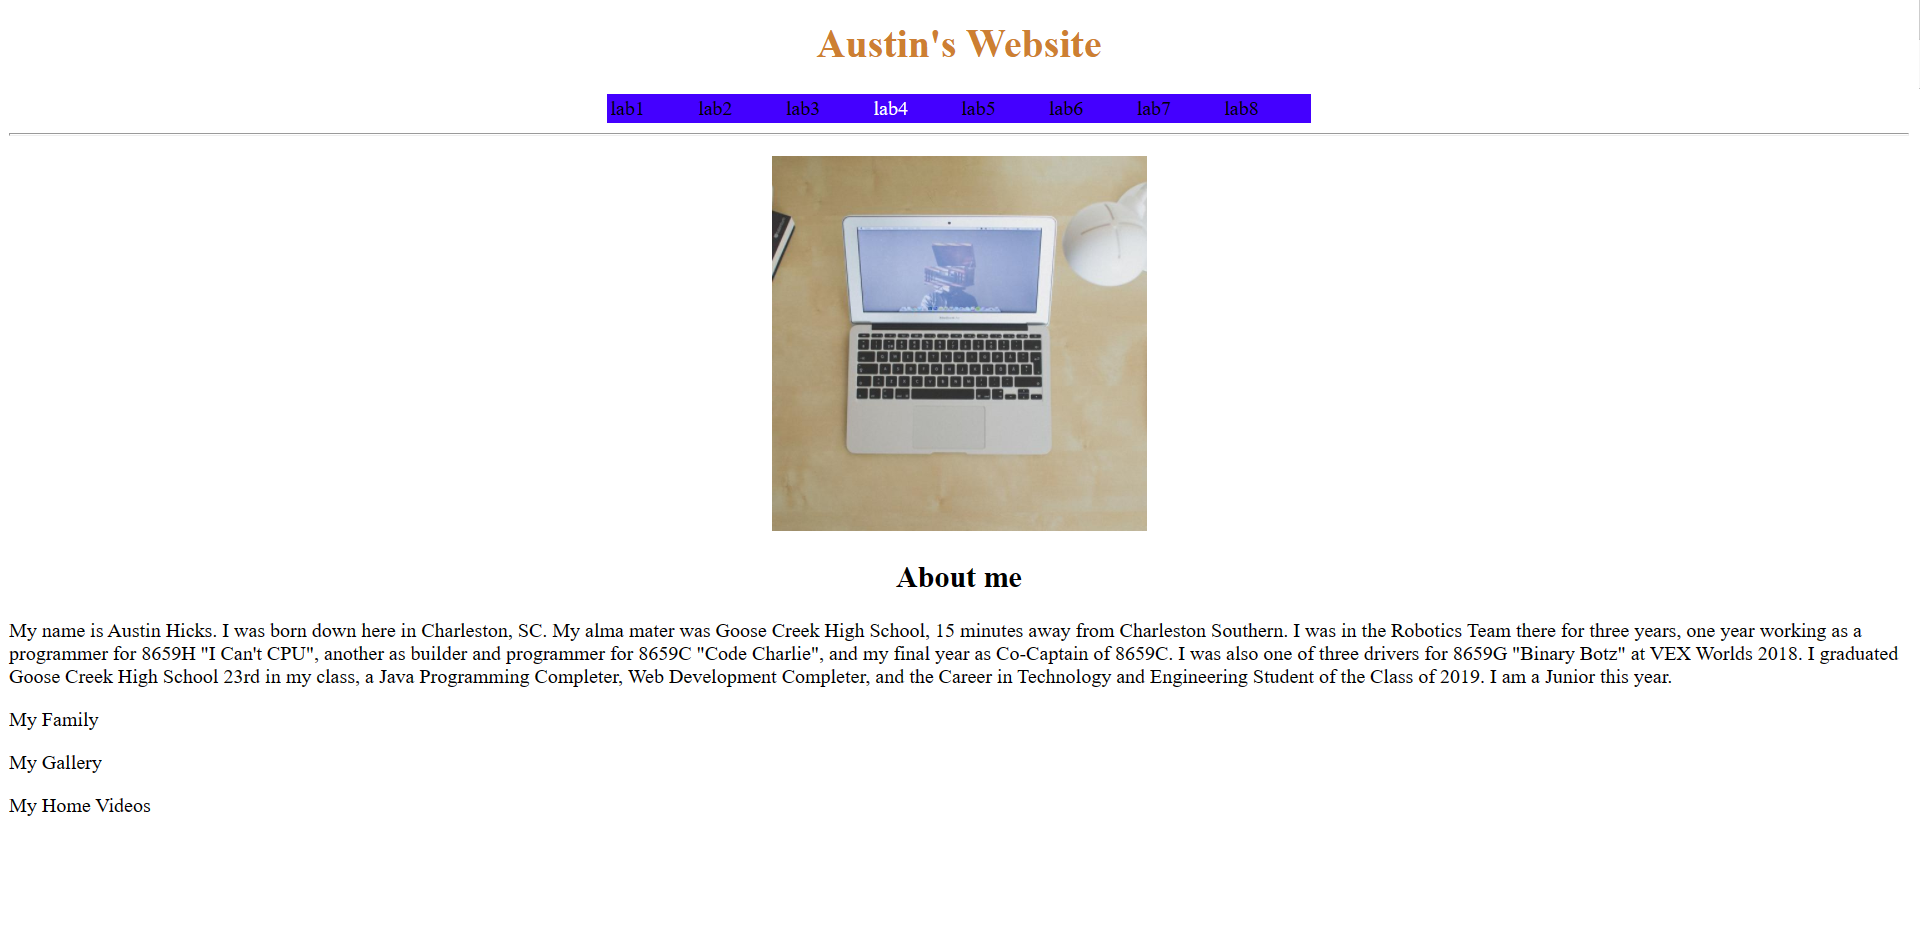 Austin's Website
lab1 lab2 lab3 lab4 lab5 lab6 lab7 lab8
About me
My name is Austin Hicks. I was born down here in Charleston, SC. My alma mater was Goose Creek High School, 15 minutes away from Charleston Southern. I was in the Robotics Team there for three years, one year working as a
programmer for 8659H "I Can't CPU", another as builder and programmer for 8659C "Code Charlie", and my final year as Co-Captain of 8659C. I was also one of three drivers for 8659G "Binary Botz" at VEX Worlds 2018. I graduated
Goose Creek High School 23rd in my class, a Java Programming Completer, Web Development Completer, and the Career in Technology and Engineering Student of the Class of 2019. I am a Junior this year.
My Family
My Gallery
My Home Videos